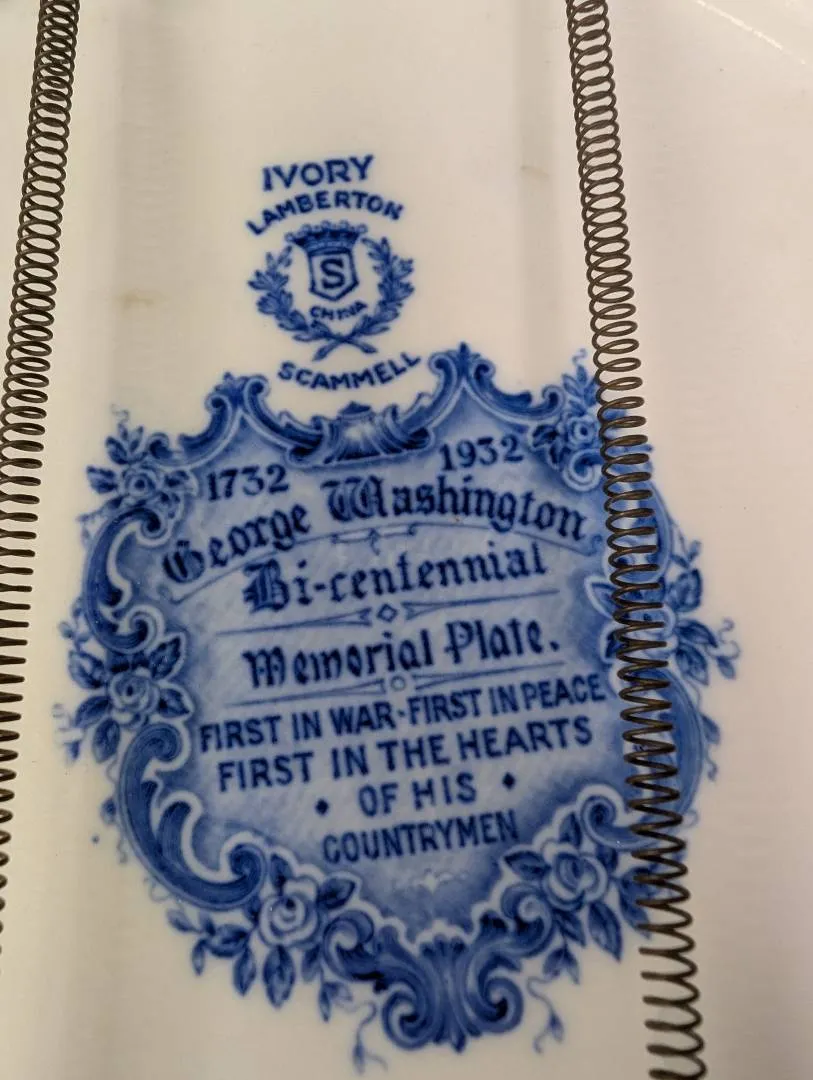 IVORY
LAMBERTON
S
CHINA
SCAMMELL
1732 1932
George Washington
Bi-centennial
Memorial Plate.
FIRST IN WAR-FIRST IN PEACE
FIRST IN THE HEARTS
OF HIS
COUNTRYMEN